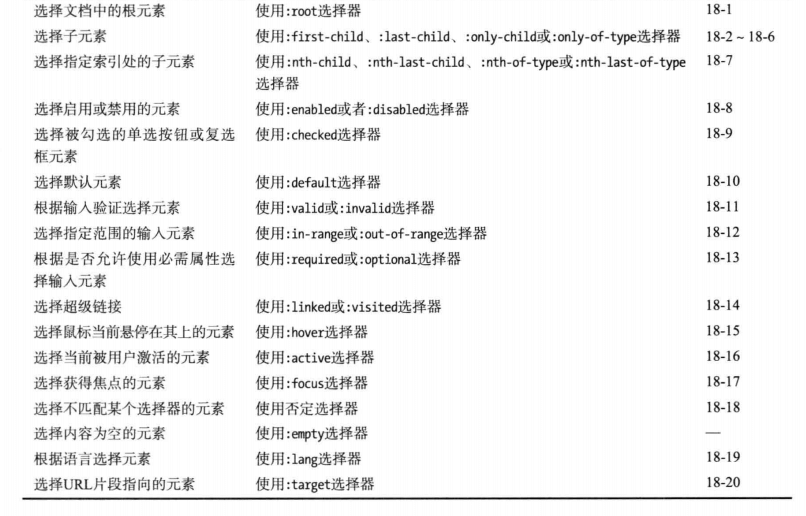 选择文档中的根元素 使用:root选择器 18-1
选择子元素 使用:first-child、:last-child、:only-child或:only-of-type选择器 18-2～18-6
选择指定索引处的子元素 使用:nth-child、:nth-last-child、:nth-of-type或:nth-last-of-type 18-7
选择器
选择启用或禁用的元素 使用:enabled或者:disabled选择器 18-8
选择被勾选的单选按钮或复选 使用:checked选择器 18-9
框元素
选择默认元素 使用:default选择器 18-10
根据输入验证选择元素 使用:valid或:invalid选择器 18-11
选择指定范围的输入元素 使用:in-range或:out-of-range选择器 18-12
根据是否允许使用必需属性选 使用:required或:optional选择器 18-13
择输入元素
选择超级链接 使用:linked或:visited选择器 18-14
选择鼠标当前悬停在其上的元素 使用:hover选择器 18-15
选择当前被用户激活的元素 使用:active选择器 18-16
选择获得焦点的元素 使用:focus选择器 18-17
选择不匹配某个选择器的元素 使用否定选择器 18-18
选择内容为空的元素 使用:empty选择器 —
根据语言选择元素 使用:lang选择器 18-19
选择URL片段指向的元素 使用:target选择器 18-20